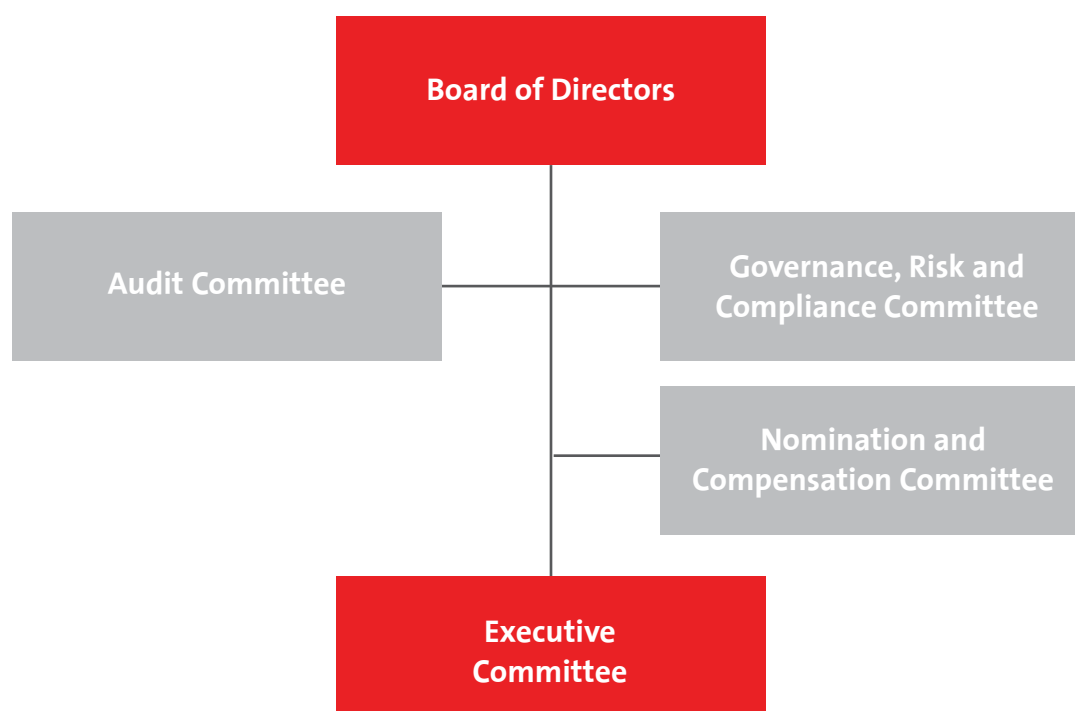 Board of Directors
Audit Committee
Governance, Risk and
Compliance Committee
Nomination and
Compensation Committee
Executive
Committee